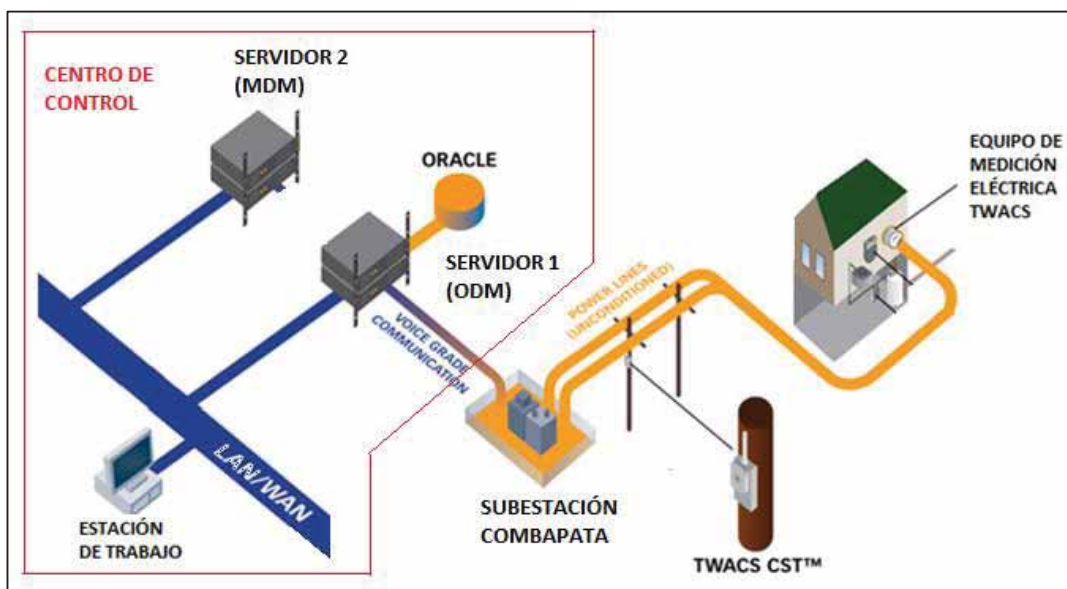 CENTRO DE
CONTROL
SERVIDOR 2
(MDM)
ORACLE
SERVIDOR 1
(ODM)
VOICE GRADE
COMMUNICATION
POWER LINES
(UNCONDITIONED)
EQUIPO DE
MEDICIÓN
ELÉCTRICA
TWACS
LAN/WAN
ESTACIÓN
DE TRABAJO
SUBESTACIÓN
COMBAPATA
TWACS CST™